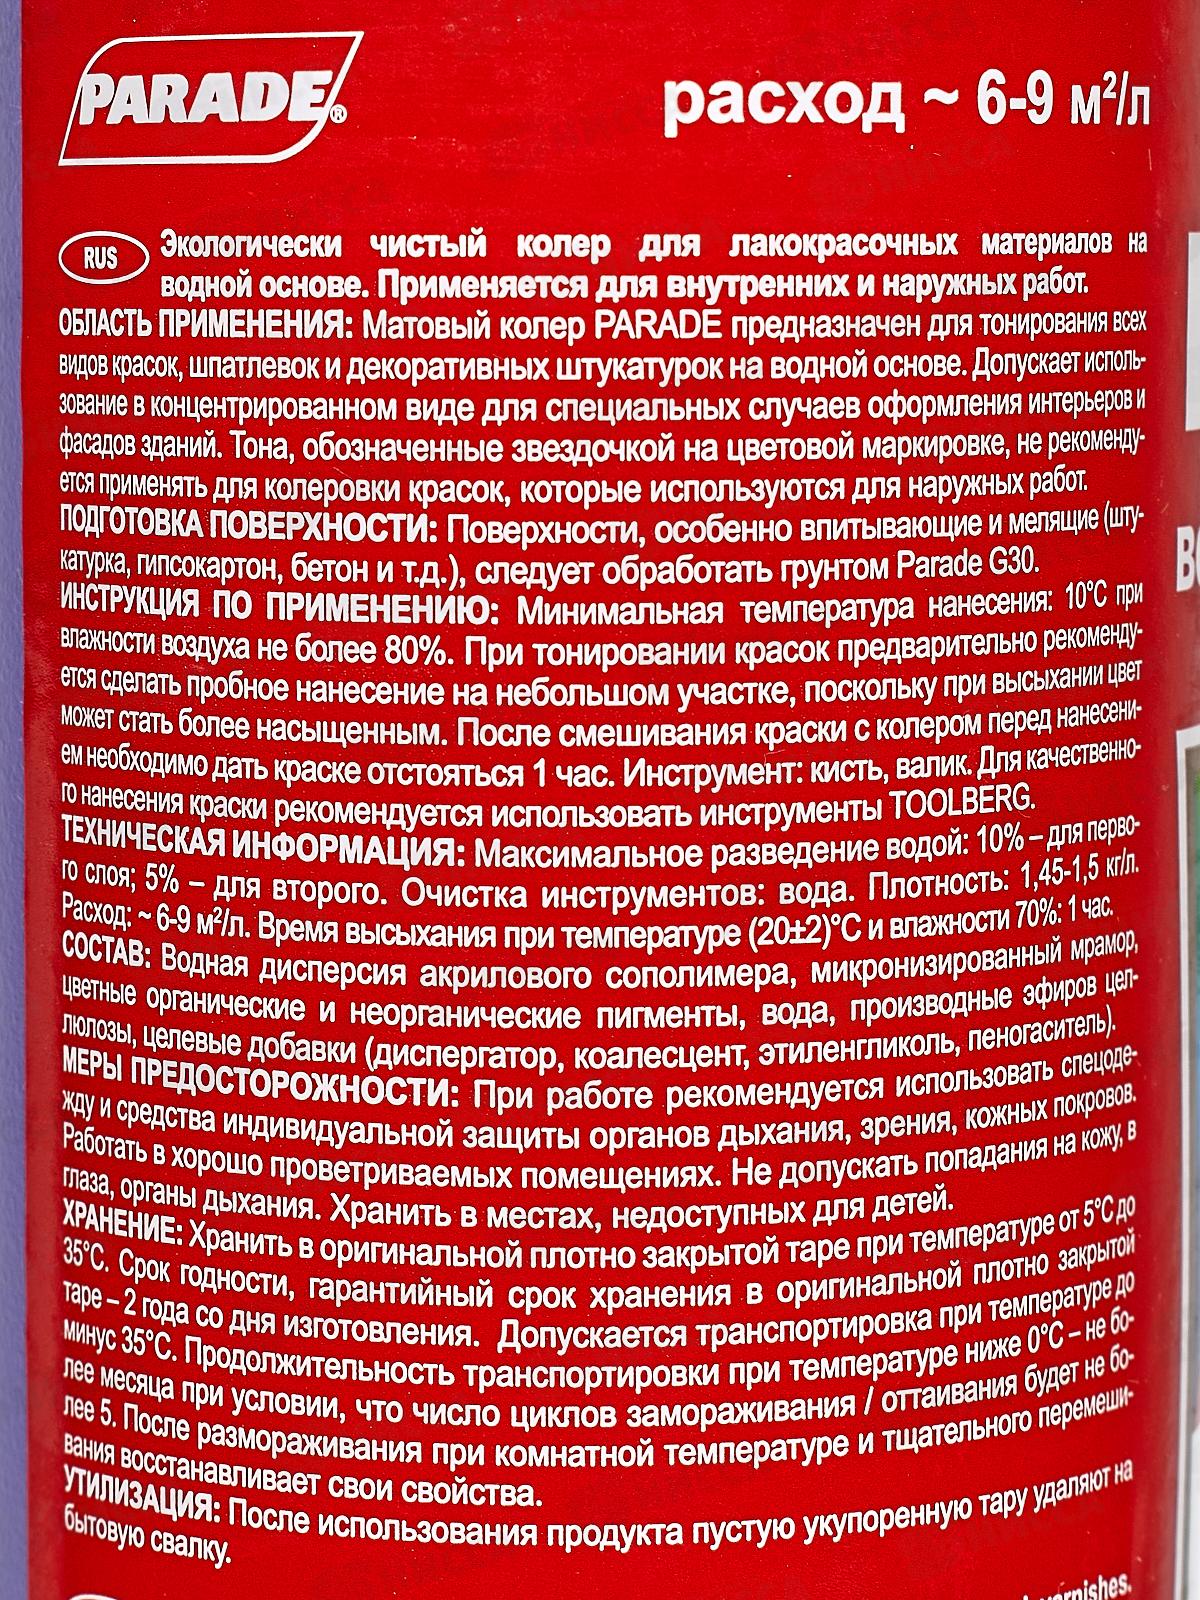 PARADE®
расход ~ 6-9 м²/л
RUS Экологически чистый колер для лакокрасочных материалов на
водной основе. Применяется для внутренних и наружных работ.
ОБЛАСТЬ ПРИМЕНЕНИЯ: Матовый колер PARADE предназначен для тонирования всех
видов красок, шпатлевок и декоративных штукатурок на водной основе. Допускает исполь-
зование в концентрированном виде для специальных случаев оформления интерьеров и
фасадов зданий. Тона, обозначенные звездочкой на цветовой маркировке, не рекоменду-
ется применять для колеровки красок, которые используются для наружных работ.
ПОДГОТОВКА ПОВЕРХНОСТИ: Поверхности, особенно впитывающие и мелящие (шту-
катурка, гипсокартон, бетон и т.д.), следует обработать грунтом Parade G30.
ИНСТРУКЦИЯ ПО ПРИМЕНЕНИЮ: Минимальная температура нанесения: 10°С при
влажности воздуха не более 80%. При тонировании красок предварительно рекоменду-
ется сделать пробное нанесение на небольшом участке, поскольку при высыхании цвет
может стать более насыщенным. После смешивания краски с колером перед нанесени-
ем необходимо дать краске отстояться 1 час. Инструмент: кисть, валик. Для качественно-
го нанесения краски рекомендуется использовать инструменты TOOLBERG.
ТЕХНИЧЕСКАЯ ИНФОРМАЦИЯ: Максимальное разведение водой: 10% – для перво-
го слоя; 5% – для второго. Очистка инструментов: вода. Плотность: 1,45-1,5 кг/л.
Расход: ~ 6-9 м²/л. Время высыхания при температуре (20±2)°С и влажности 70%: 1 час.
СОСТАВ: Водная дисперсия акрилового сополимера, микронизированный мрамор,
цветные органические и неорганические пигменты, вода, производные эфиров цел-
люлозы, целевые добавки (диспергатор, коалесцент, этиленгликоль, пеногаситель).
МЕРЫ ПРЕДОСТОРОЖНОСТИ: При работе рекомендуется использовать спецоде-
жду и средства индивидуальной защиты органов дыхания, зрения, кожных покровов.
Работать в хорошо проветриваемых помещениях. Не допускать попадания на кожу, в
глаза, органы дыхания. Хранить в местах, недоступных для детей.
ХРАНЕНИЕ: Хранить в оригинальной плотно закрытой таре при температуре от 5°С до
35°С. Срок годности, гарантийный срок хранения в оригинальной плотно закрытой
таре – 2 года со дня изготовления. Допускается транспортировка при температуре до
минус 35°С. Продолжительность транспортировки при температуре ниже 0°С – не бо-
лее месяца при условии, что число циклов замораживания / оттаивания будет не бо-
лее 5. После размораживания при комнатной температуре и тщательного перемеши-
вания восстанавливает свои свойства.
УТИЛИЗАЦИЯ: После использования продукта пустую укупоренную тару удаляют на
бытовую свалку.